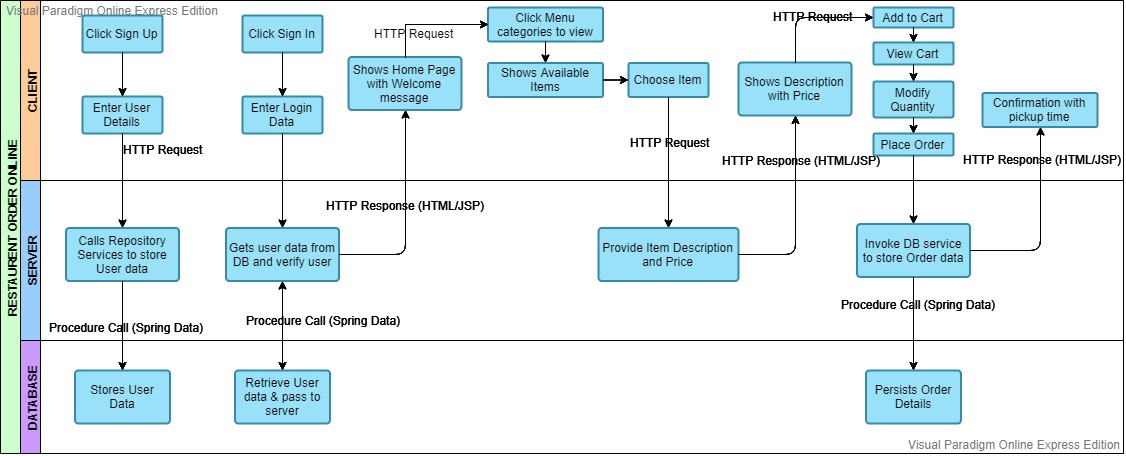 Visual Paradigm Online Express Edition
RESTAURENT ORDER ONLINE
CLIENT
Click Sign Up
Enter User
Details
HTTP Request
Click Sign In
Enter Login
Data
HTTP Request
Shows Home Page
with Welcome
message
Click Menu
categories to view
Shows Available
Items
Choose Item
HTTP Request
HTTP Request
Shows Description
with Price
HTTP Response (HTML/JSP)
Add to Cart
View Cart
Modify
Quantity
Place Order
Confirmation with
pickup time
HTTP Response (HTML/JSP)
SERVER
HTTP Response (HTML/JSP)
Calls Repository
Services to store
User data
Gets user data from
DB and verify user
Provide Item Description
and Price
Invoke DB service
to store Order data
Procedure Call (Spring Data)
Procedure Call (Spring Data)
Procedure Call (Spring Data)
DATABASE
Stores User
Data
Retrieve User
data & pass to
server
Persists Order
Details
Visual Paradigm Online Express Edition